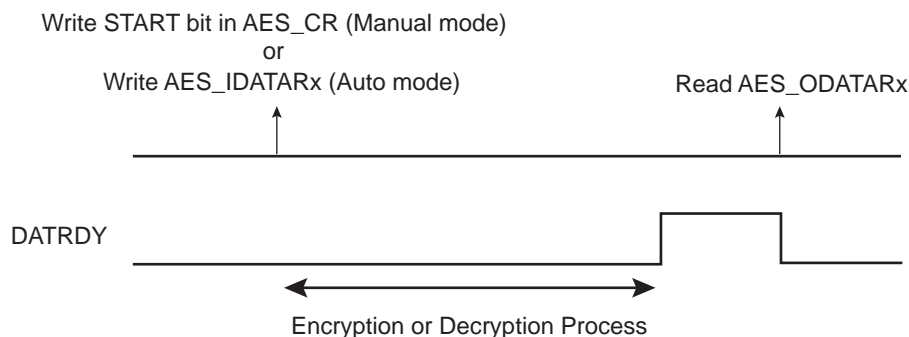 Write START bit in AES_CR (Manual mode)
or
Write AES_IDATARx (Auto mode)
Read AES_ODATARx
DATRDY
Encryption or Decryption Process